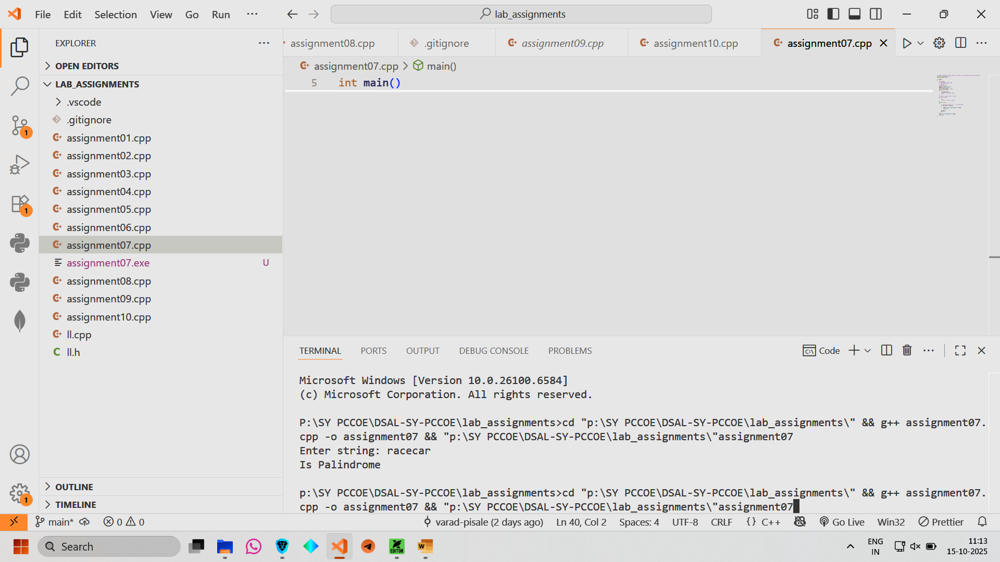 File Edit Selection View Go Run ···
lab_assignments
EXPLORER ···
OPEN EDITORS
LAB_ASSIGNMENTS
.vscode
.gitignore
assignment01.cpp
assignment02.cpp
assignment03.cpp
assignment04.cpp
assignment05.cpp
assignment06.cpp
assignment07.cpp
assignment07.exe U
assignment08.cpp
assignment09.cpp
assignment10.cpp
ll.cpp
C ll.h
OUTLINE
TIMELINE
1
1
1
assignment08.cpp .gitignore assignment09.cpp assignment10.cpp assignment07.cpp
assignment07.cpp > main()
5 int main()
TERMINAL PORTS OUTPUT DEBUG CONSOLE PROBLEMS Code
Microsoft Windows [Version 10.0.26100.6584]
(c) Microsoft Corporation. All rights reserved.
P:\SY PCCOE\DSAL-SY-PCCOE\lab_assignments>cd "p:\SY PCCOE\DSAL-SY-PCCOE\lab_assignments\" && g++ assignment07.
cpp -o assignment07 && "p:\SY PCCOE\DSAL-SY-PCCOE\lab_assignments\"assignment07
Enter string: racecar
Is Palindrome
p:\SY PCCOE\DSAL-SY-PCCOE\lab_assignments>cd "p:\SY PCCOE\DSAL-SY-PCCOE\lab_assignments\" && g++ assignment07.
cpp -o assignment07 && "p:\SY PCCOE\DSAL-SY-PCCOE\lab_assignments\"assignment07
main* 0 0 varad-pisale (2 days ago) Ln 40, Col 2 Spaces: 4 UTF-8 CRLF {} C++ Go Live Win32 Prettier
Search EDITOR W ENG 11:13
IN 15-10-2025